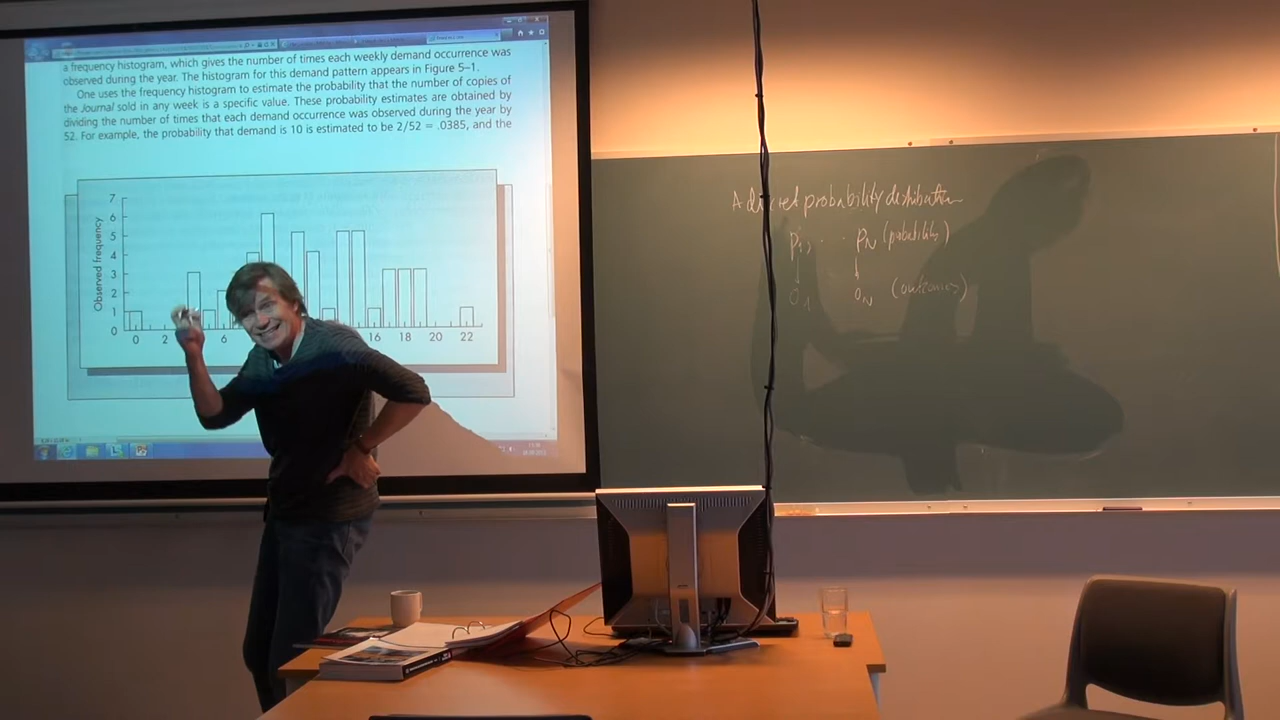 a frequency histogram, which gives the number of times each weekly demand occurrence was
observed during the year. The histogram for this demand pattern appears in Figure 5–1.
One uses the frequency histogram to estimate the probability that the number of copies of
the Journal sold in any week is a specific value. These probability estimates are obtained by
dividing the number of times that each demand occurrence was observed during the year by
52. For example, the probability that demand is 10 is estimated to be 2/52 = .0385, and the
Observed frequency
7
6
5
4
3
2
1
0
0 2 6 16 18 20 22
A discret probability distribution
P1, . . PN (probability)
O1 ON (outcomes)